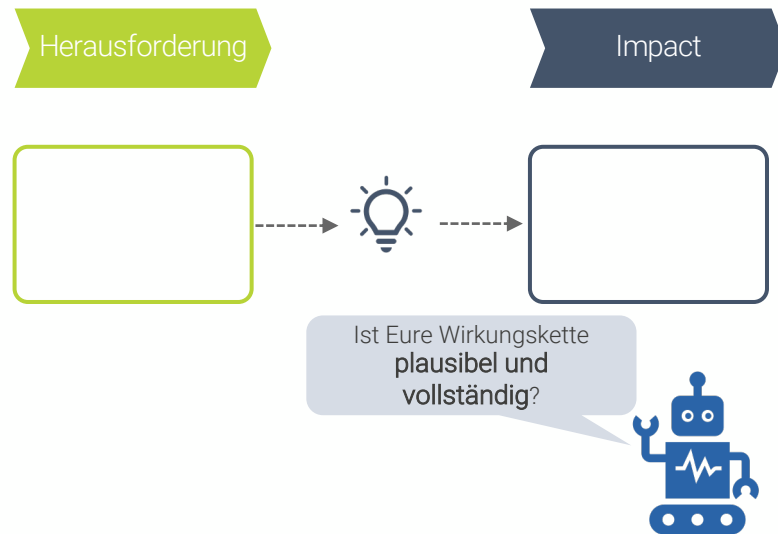 Herausforderung
Impact
Ist Eure Wirkungskette
plausibel und
vollständig?